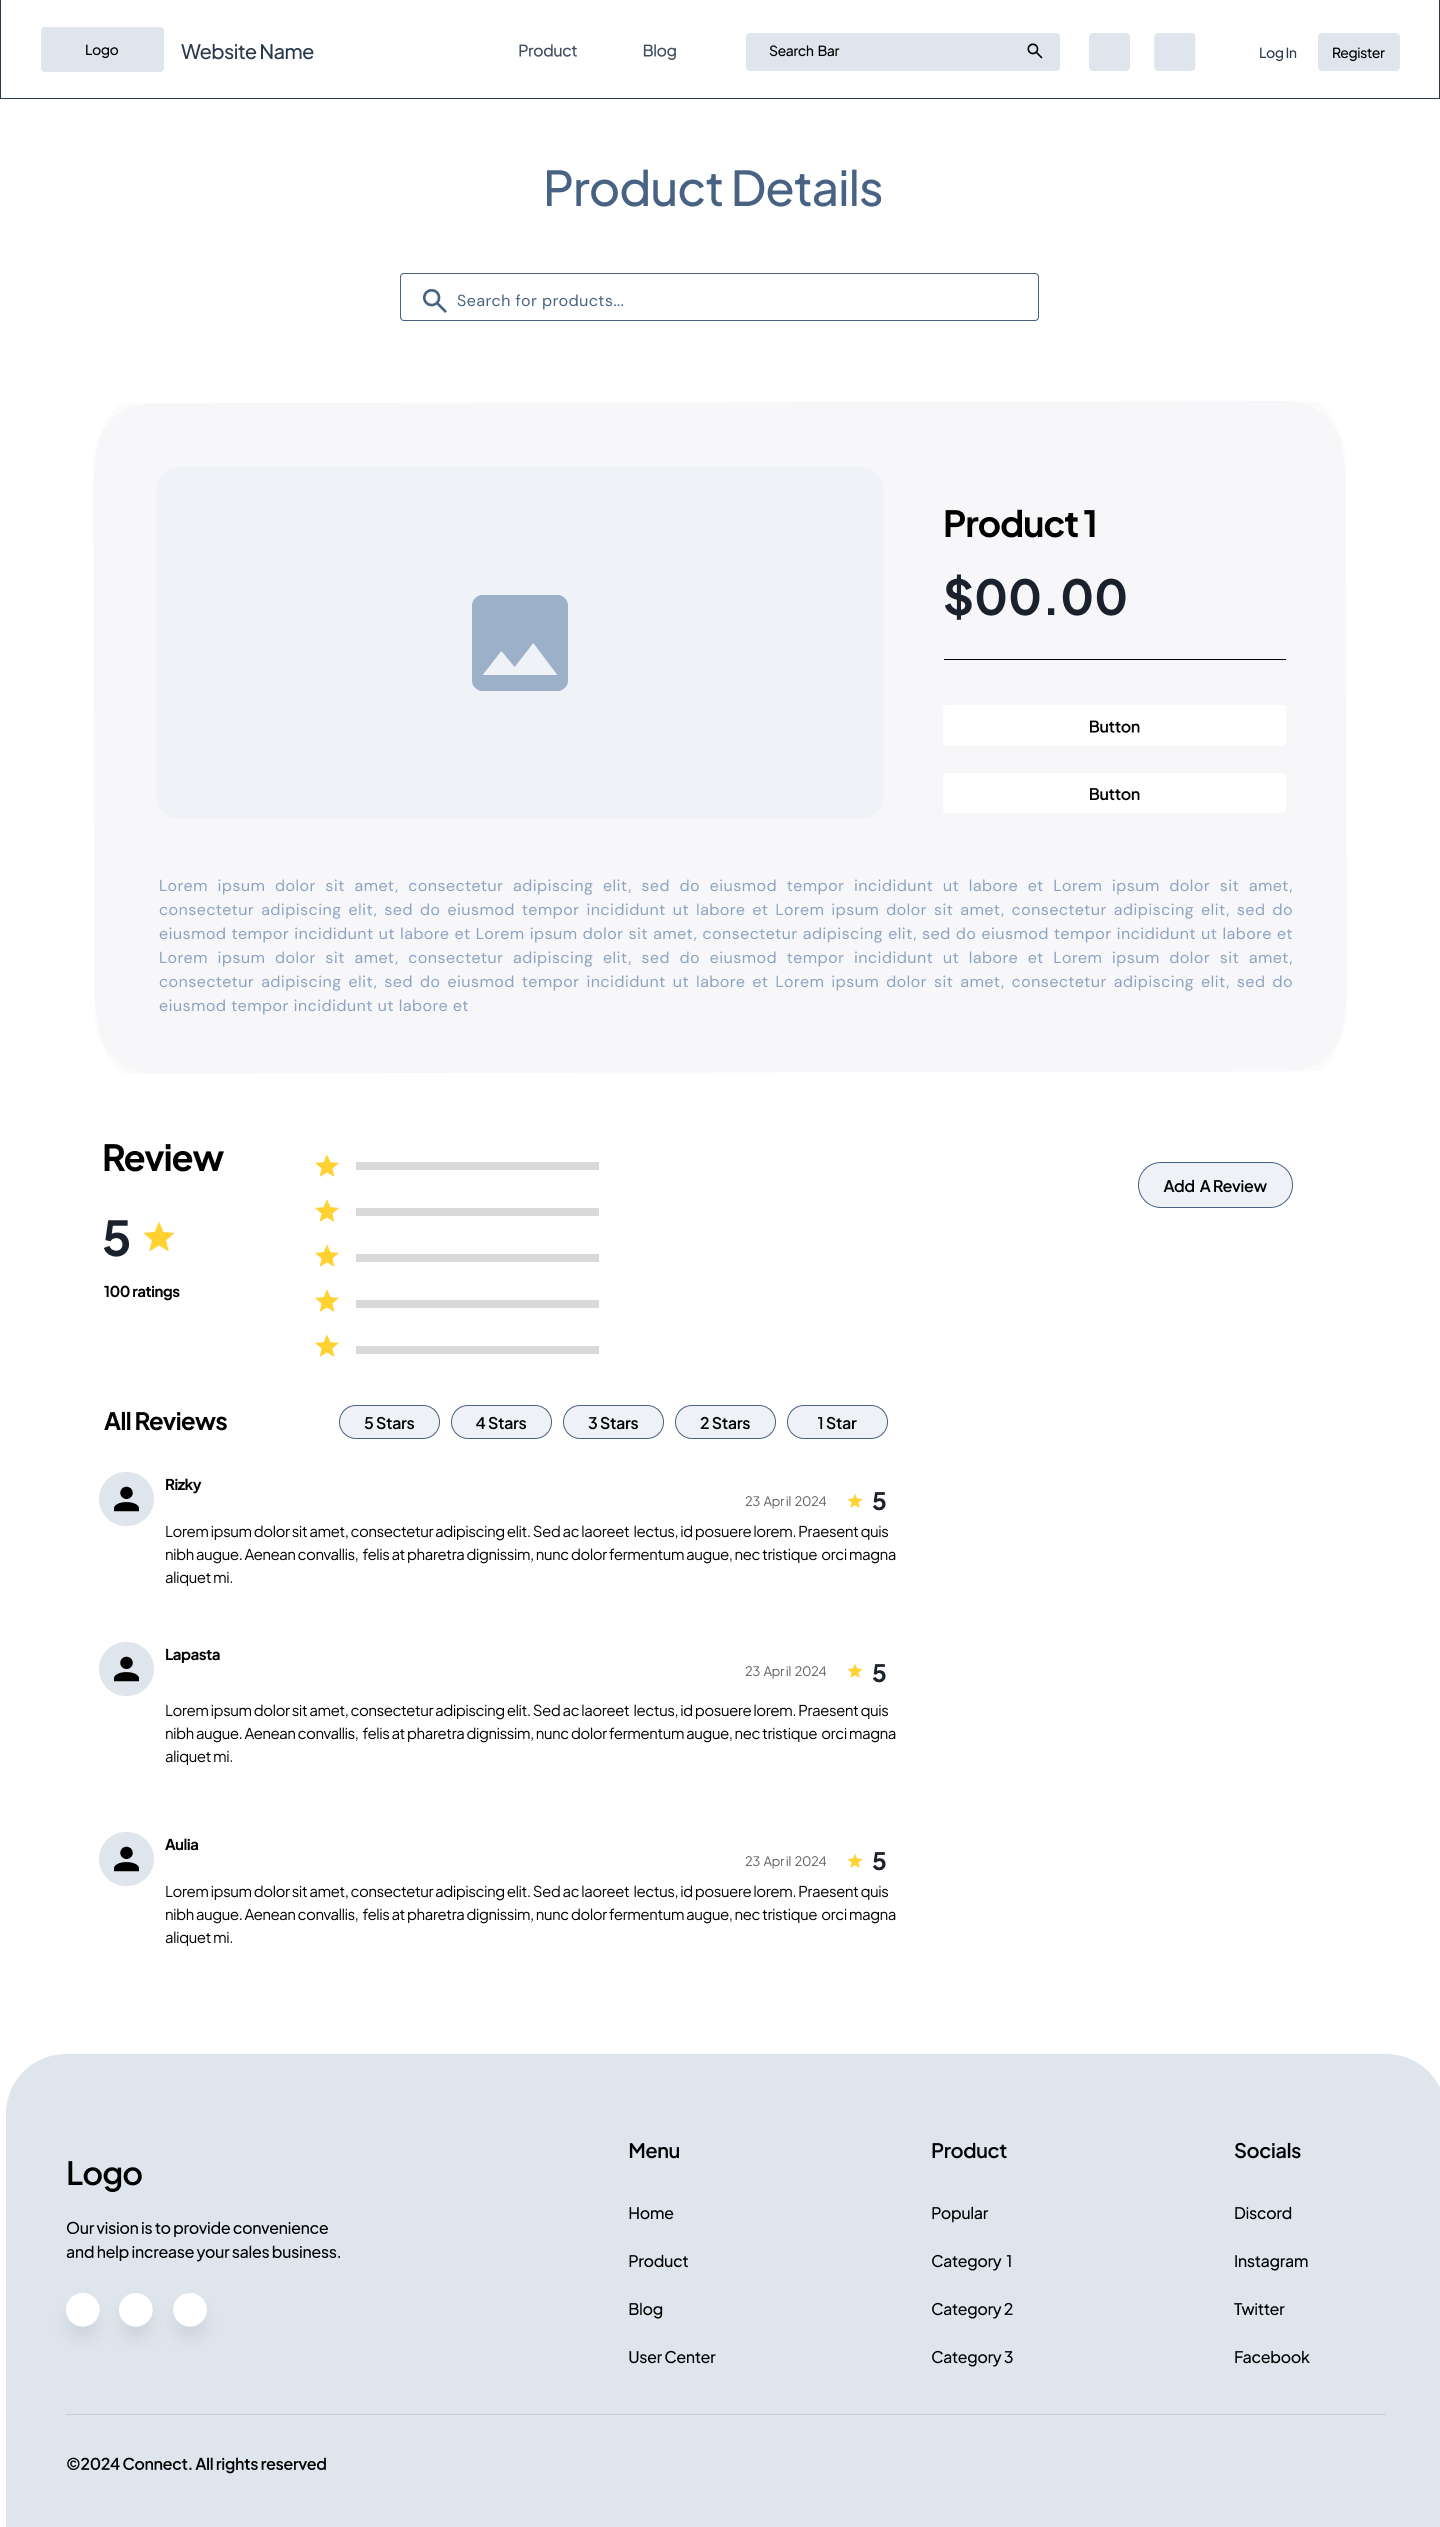 Logo
Website Name
Product
Blog
Search Bar
Log In
Register
Product Details
Search for products...
Product 1
$00.00
Button
Button
Lorem ipsum dolor sit amet, consectetur adipiscing elit, sed do eiusmod tempor incididunt ut labore et Lorem ipsum dolor sit amet,
consectetur adipiscing elit, sed do eiusmod tempor incididunt ut labore et Lorem ipsum dolor sit amet, consectetur adipiscing elit, sed do
eiusmod tempor incididunt ut labore et Lorem ipsum dolor sit amet, consectetur adipiscing elit, sed do eiusmod tempor incididunt ut labore et
Lorem ipsum dolor sit amet, consectetur adipiscing elit, sed do eiusmod tempor incididunt ut labore et Lorem ipsum dolor sit amet,
consectetur adipiscing elit, sed do eiusmod tempor incididunt ut labore et Lorem ipsum dolor sit amet, consectetur adipiscing elit, sed do
eiusmod tempor incididunt ut labore et
Review
5
100 ratings
Add A Review
All Reviews
5 Stars
4 Stars
3 Stars
2 Stars
1 Star
Rizky
23 April 2024
5
Lorem ipsum dolor sit amet, consectetur adipiscing elit. Sed ac laoreet lectus, id posuere lorem. Praesent quis
nibh augue. Aenean convallis, felis at pharetra dignissim, nunc dolor fermentum augue, nec tristique orci magna
aliquet mi.
Lapasta
23 April 2024
5
Lorem ipsum dolor sit amet, consectetur adipiscing elit. Sed ac laoreet lectus, id posuere lorem. Praesent quis
nibh augue. Aenean convallis, felis at pharetra dignissim, nunc dolor fermentum augue, nec tristique orci magna
aliquet mi.
Aulia
23 April 2024
5
Lorem ipsum dolor sit amet, consectetur adipiscing elit. Sed ac laoreet lectus, id posuere lorem. Praesent quis
nibh augue. Aenean convallis, felis at pharetra dignissim, nunc dolor fermentum augue, nec tristique orci magna
aliquet mi.
Logo
Our vision is to provide convenience
and help increase your sales business.
Menu
Home
Product
Blog
User Center
Product
Popular
Category 1
Category 2
Category 3
Socials
Discord
Instagram
Twitter
Facebook
©2024 Connect. All rights reserved